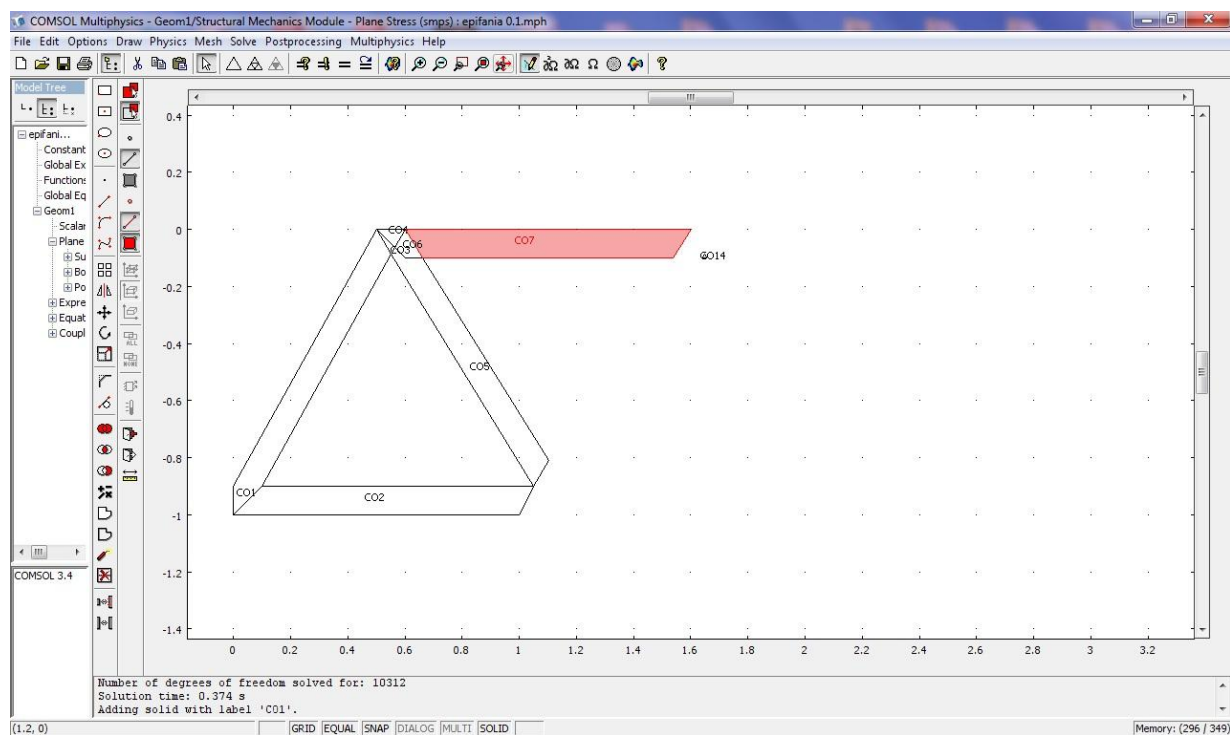 COMSOL Multiphysics - Geom1/Structural Mechanics Module - Plane Stress (smps) : epifania 0.1.mph
File Edit Options Draw Physics Mesh Solve Postprocessing Multiphysics Help
Model Tree
epifani...
Constant
Global Ex
Functions
Global Eq
Geom1
Scalar
Plane
Su
Bo
Po
Expre
Equat
Coupl
COMSOL 3.4
ALL
NONE
0.4
0.2
0
-0.2
-0.4
-0.6
-0.8
-1
-1.2
-1.4
CO4
CO6
CO3
CO7
CO14
CO5
CO1
CO2
0 0.2 0.4 0.6 0.8 1 1.2 1.4 1.6 1.8 2 2.2 2.4 2.6 2.8 3 3.2
Number of degrees of freedom solved for: 10312
Solution time: 0.374 s
Adding solid with label 'CO1'.
(1.2, 0) GRID EQUAL SNAP DIALOG MULTI SOLID Memory: (296 / 349)